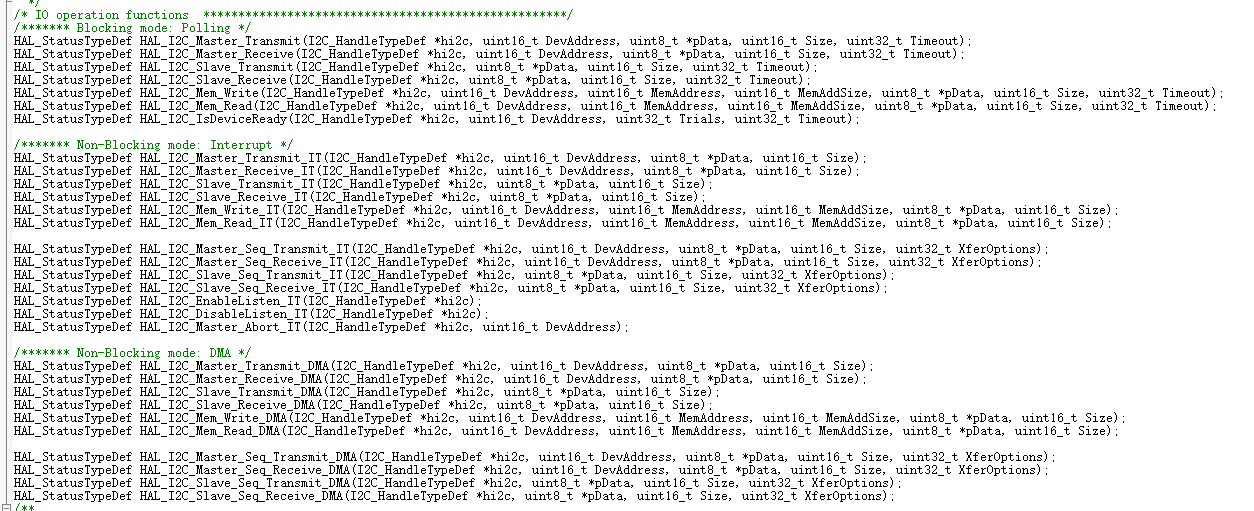 */
/* IO operation functions  ****************************************************/
/******* Blocking mode: Polling */
HAL_StatusTypeDef HAL_I2C_Master_Transmit(I2C_HandleTypeDef *hi2c, uint16_t DevAddress, uint8_t *pData, uint16_t Size, uint32_t Timeout);
HAL_StatusTypeDef HAL_I2C_Master_Receive(I2C_HandleTypeDef *hi2c, uint16_t DevAddress, uint8_t *pData, uint16_t Size, uint32_t Timeout);
HAL_StatusTypeDef HAL_I2C_Slave_Transmit(I2C_HandleTypeDef *hi2c, uint8_t *pData, uint16_t Size, uint32_t Timeout);
HAL_StatusTypeDef HAL_I2C_Slave_Receive(I2C_HandleTypeDef *hi2c, uint8_t *pData, uint16_t Size, uint32_t Timeout);
HAL_StatusTypeDef HAL_I2C_Mem_Write(I2C_HandleTypeDef *hi2c, uint16_t DevAddress, uint16_t MemAddress, uint16_t MemAddSize, uint8_t *pData, uint16_t Size, uint32_t Timeout);
HAL_StatusTypeDef HAL_I2C_Mem_Read(I2C_HandleTypeDef *hi2c, uint16_t DevAddress, uint16_t MemAddress, uint16_t MemAddSize, uint8_t *pData, uint16_t Size, uint32_t Timeout);
HAL_StatusTypeDef HAL_I2C_IsDeviceReady(I2C_HandleTypeDef *hi2c, uint16_t DevAddress, uint32_t Trials, uint32_t Timeout);
/******* Non-Blocking mode: Interrupt */
HAL_StatusTypeDef HAL_I2C_Master_Transmit_IT(I2C_HandleTypeDef *hi2c, uint16_t DevAddress, uint8_t *pData, uint16_t Size);
HAL_StatusTypeDef HAL_I2C_Master_Receive_IT(I2C_HandleTypeDef *hi2c, uint16_t DevAddress, uint8_t *pData, uint16_t Size);
HAL_StatusTypeDef HAL_I2C_Slave_Transmit_IT(I2C_HandleTypeDef *hi2c, uint8_t *pData, uint16_t Size);
HAL_StatusTypeDef HAL_I2C_Slave_Receive_IT(I2C_HandleTypeDef *hi2c, uint8_t *pData, uint16_t Size);
HAL_StatusTypeDef HAL_I2C_Mem_Write_IT(I2C_HandleTypeDef *hi2c, uint16_t DevAddress, uint16_t MemAddress, uint16_t MemAddSize, uint8_t *pData, uint16_t Size);
HAL_StatusTypeDef HAL_I2C_Mem_Read_IT(I2C_HandleTypeDef *hi2c, uint16_t DevAddress, uint16_t MemAddress, uint16_t MemAddSize, uint8_t *pData, uint16_t Size);
HAL_StatusTypeDef HAL_I2C_Master_Seq_Transmit_IT(I2C_HandleTypeDef *hi2c, uint16_t DevAddress, uint8_t *pData, uint16_t Size, uint32_t XferOptions);
HAL_StatusTypeDef HAL_I2C_Master_Seq_Receive_IT(I2C_HandleTypeDef *hi2c, uint16_t DevAddress, uint8_t *pData, uint16_t Size, uint32_t XferOptions);
HAL_StatusTypeDef HAL_I2C_Slave_Seq_Transmit_IT(I2C_HandleTypeDef *hi2c, uint8_t *pData, uint16_t Size, uint32_t XferOptions);
HAL_StatusTypeDef HAL_I2C_Slave_Seq_Receive_IT(I2C_HandleTypeDef *hi2c, uint8_t *pData, uint16_t Size, uint32_t XferOptions);
HAL_StatusTypeDef HAL_I2C_EnableListen_IT(I2C_HandleTypeDef *hi2c);
HAL_StatusTypeDef HAL_I2C_DisableListen_IT(I2C_HandleTypeDef *hi2c);
HAL_StatusTypeDef HAL_I2C_Master_Abort_IT(I2C_HandleTypeDef *hi2c, uint16_t DevAddress);
/******* Non-Blocking mode: DMA */
HAL_StatusTypeDef HAL_I2C_Master_Transmit_DMA(I2C_HandleTypeDef *hi2c, uint16_t DevAddress, uint8_t *pData, uint16_t Size);
HAL_StatusTypeDef HAL_I2C_Master_Receive_DMA(I2C_HandleTypeDef *hi2c, uint16_t DevAddress, uint8_t *pData, uint16_t Size);
HAL_StatusTypeDef HAL_I2C_Slave_Transmit_DMA(I2C_HandleTypeDef *hi2c, uint8_t *pData, uint16_t Size);
HAL_StatusTypeDef HAL_I2C_Slave_Receive_DMA(I2C_HandleTypeDef *hi2c, uint8_t *pData, uint16_t Size);
HAL_StatusTypeDef HAL_I2C_Mem_Write_DMA(I2C_HandleTypeDef *hi2c, uint16_t DevAddress, uint16_t MemAddress, uint16_t MemAddSize, uint8_t *pData, uint16_t Size);
HAL_StatusTypeDef HAL_I2C_Mem_Read_DMA(I2C_HandleTypeDef *hi2c, uint16_t DevAddress, uint16_t MemAddress, uint16_t MemAddSize, uint8_t *pData, uint16_t Size);
HAL_StatusTypeDef HAL_I2C_Master_Seq_Transmit_DMA(I2C_HandleTypeDef *hi2c, uint16_t DevAddress, uint8_t *pData, uint16_t Size, uint32_t XferOptions);
HAL_StatusTypeDef HAL_I2C_Master_Seq_Receive_DMA(I2C_HandleTypeDef *hi2c, uint16_t DevAddress, uint8_t *pData, uint16_t Size, uint32_t XferOptions);
HAL_StatusTypeDef HAL_I2C_Slave_Seq_Transmit_DMA(I2C_HandleTypeDef *hi2c, uint8_t *pData, uint16_t Size, uint32_t XferOptions);
HAL_StatusTypeDef HAL_I2C_Slave_Seq_Receive_DMA(I2C_HandleTypeDef *hi2c, uint8_t *pData, uint16_t Size, uint32_t XferOptions);
/**